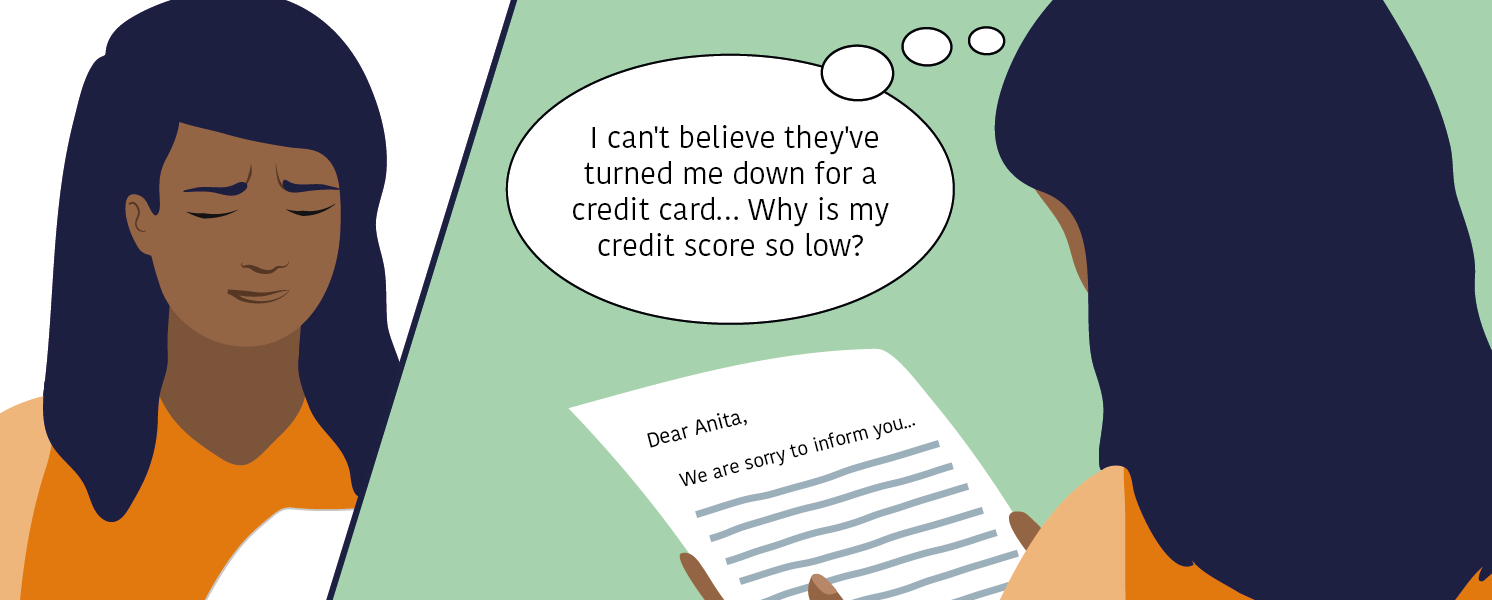 I can't believe they've
turned me down for a
credit card... Why is my
credit score so low?
Dear Anita,
We are sorry to inform you...